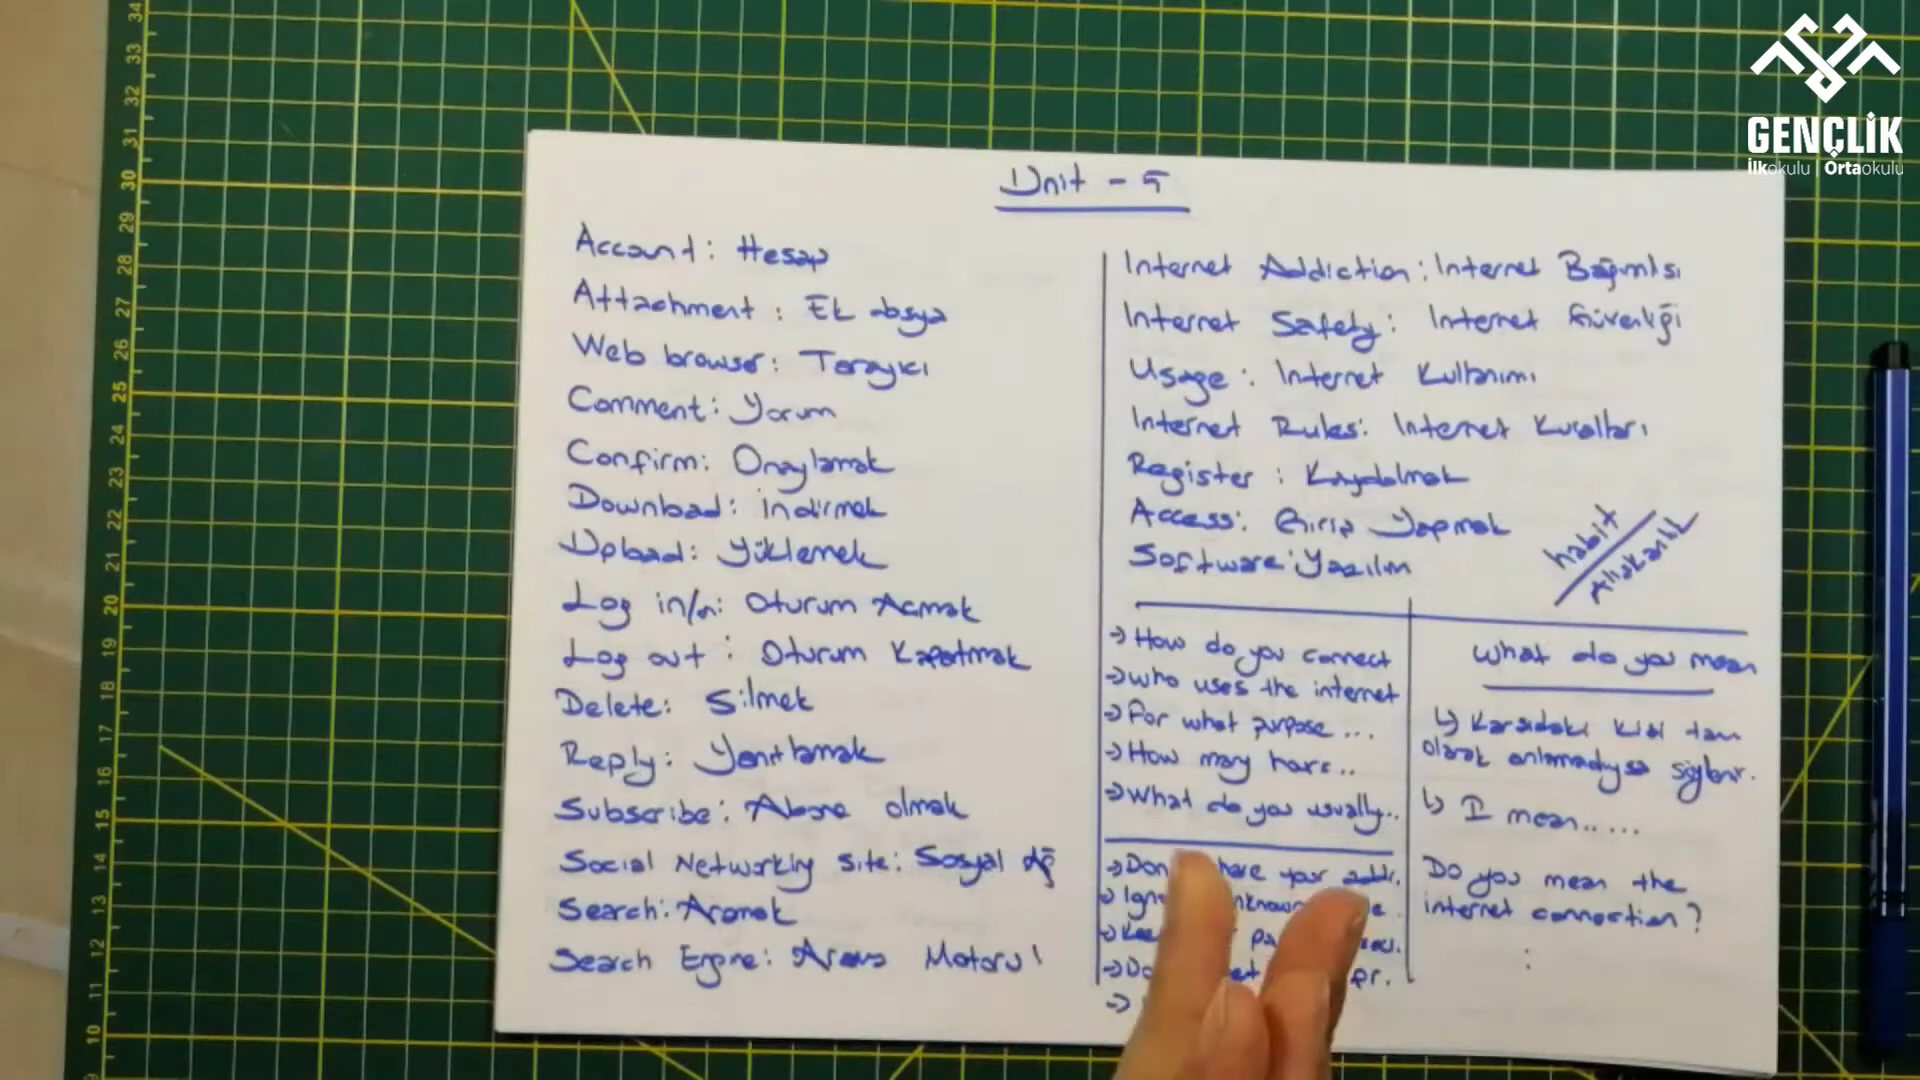 GENÇLİK
İlkokulu | Ortaokulu
Unit - 5
Account: Hesap
Attachment: Ek dosya
Web browser: Tarayıcı
Comment: Yorum
Confirm: Onaylamak
Download: indirmek
Upload: Yüklemek
Log in/on: Oturum Açmak
Log out: Oturum Kapatmak
Delete: Silmek
Reply: Yanıtlamak
Subscribe: Abone olmak
Social Networking Site: Sosyal ağ
Search: Aramak
Search Engine: Arama Motoru
Internet Addiction: Internet Bağımlısı
Internet Safety: Internet Güvenliği
Usage: Internet Kullanımı
Internet Rules: Internet Kuralları
Register: Kaydolmak
Access: Giriş Yapmak
Software: Yazılım
habit
Alışkanlık
→ How do you connect
→ who uses the internet
→ For what purpose ...
→ How many hours..
→ What do you usually..
→ your addr.
→
→
→ pr.
→
What do you mean
↳ Karşıdaki kişi tam
olarak anlamadıysa söylenir.
↳ I mean.....
Do you mean the
internet connection?
: